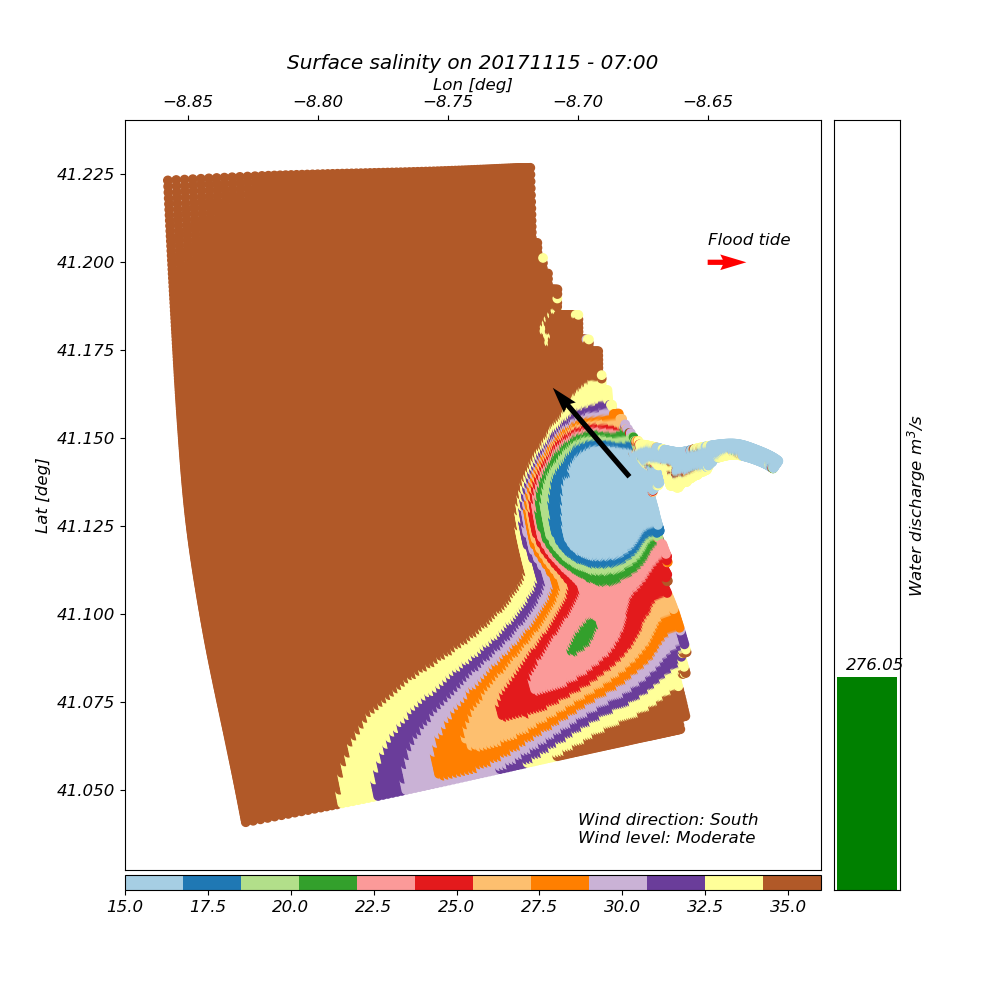 Surface salinity on 20171115 - 07:00
Lon [deg]
−8.85 −8.80 −8.75 −8.70 −8.65
41.225
41.200
41.175
41.150
41.125
41.100
41.075
41.050
Lat [deg]
Flood tide
Wind direction: South
Wind level: Moderate
15.0 17.5 20.0 22.5 25.0 27.5 30.0 32.5 35.0
276.05
Water discharge m³/s